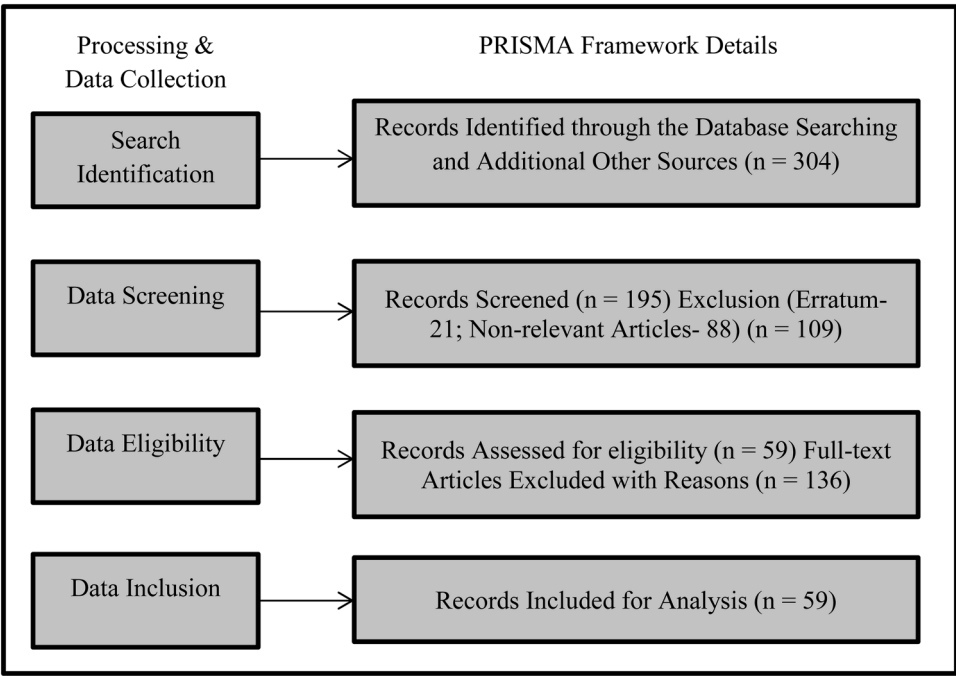 Processing &
Data Collection
PRISMA Framework Details
Search
Identification
Records Identified through the Database Searching
and Additional Other Sources (n = 304)
Data Screening
Records Screened (n = 195) Exclusion (Erratum-
21; Non-relevant Articles- 88) (n = 109)
Data Eligibility
Records Assessed for eligibility (n = 59) Full-text
Articles Excluded with Reasons (n = 136)
Data Inclusion
Records Included for Analysis (n = 59)